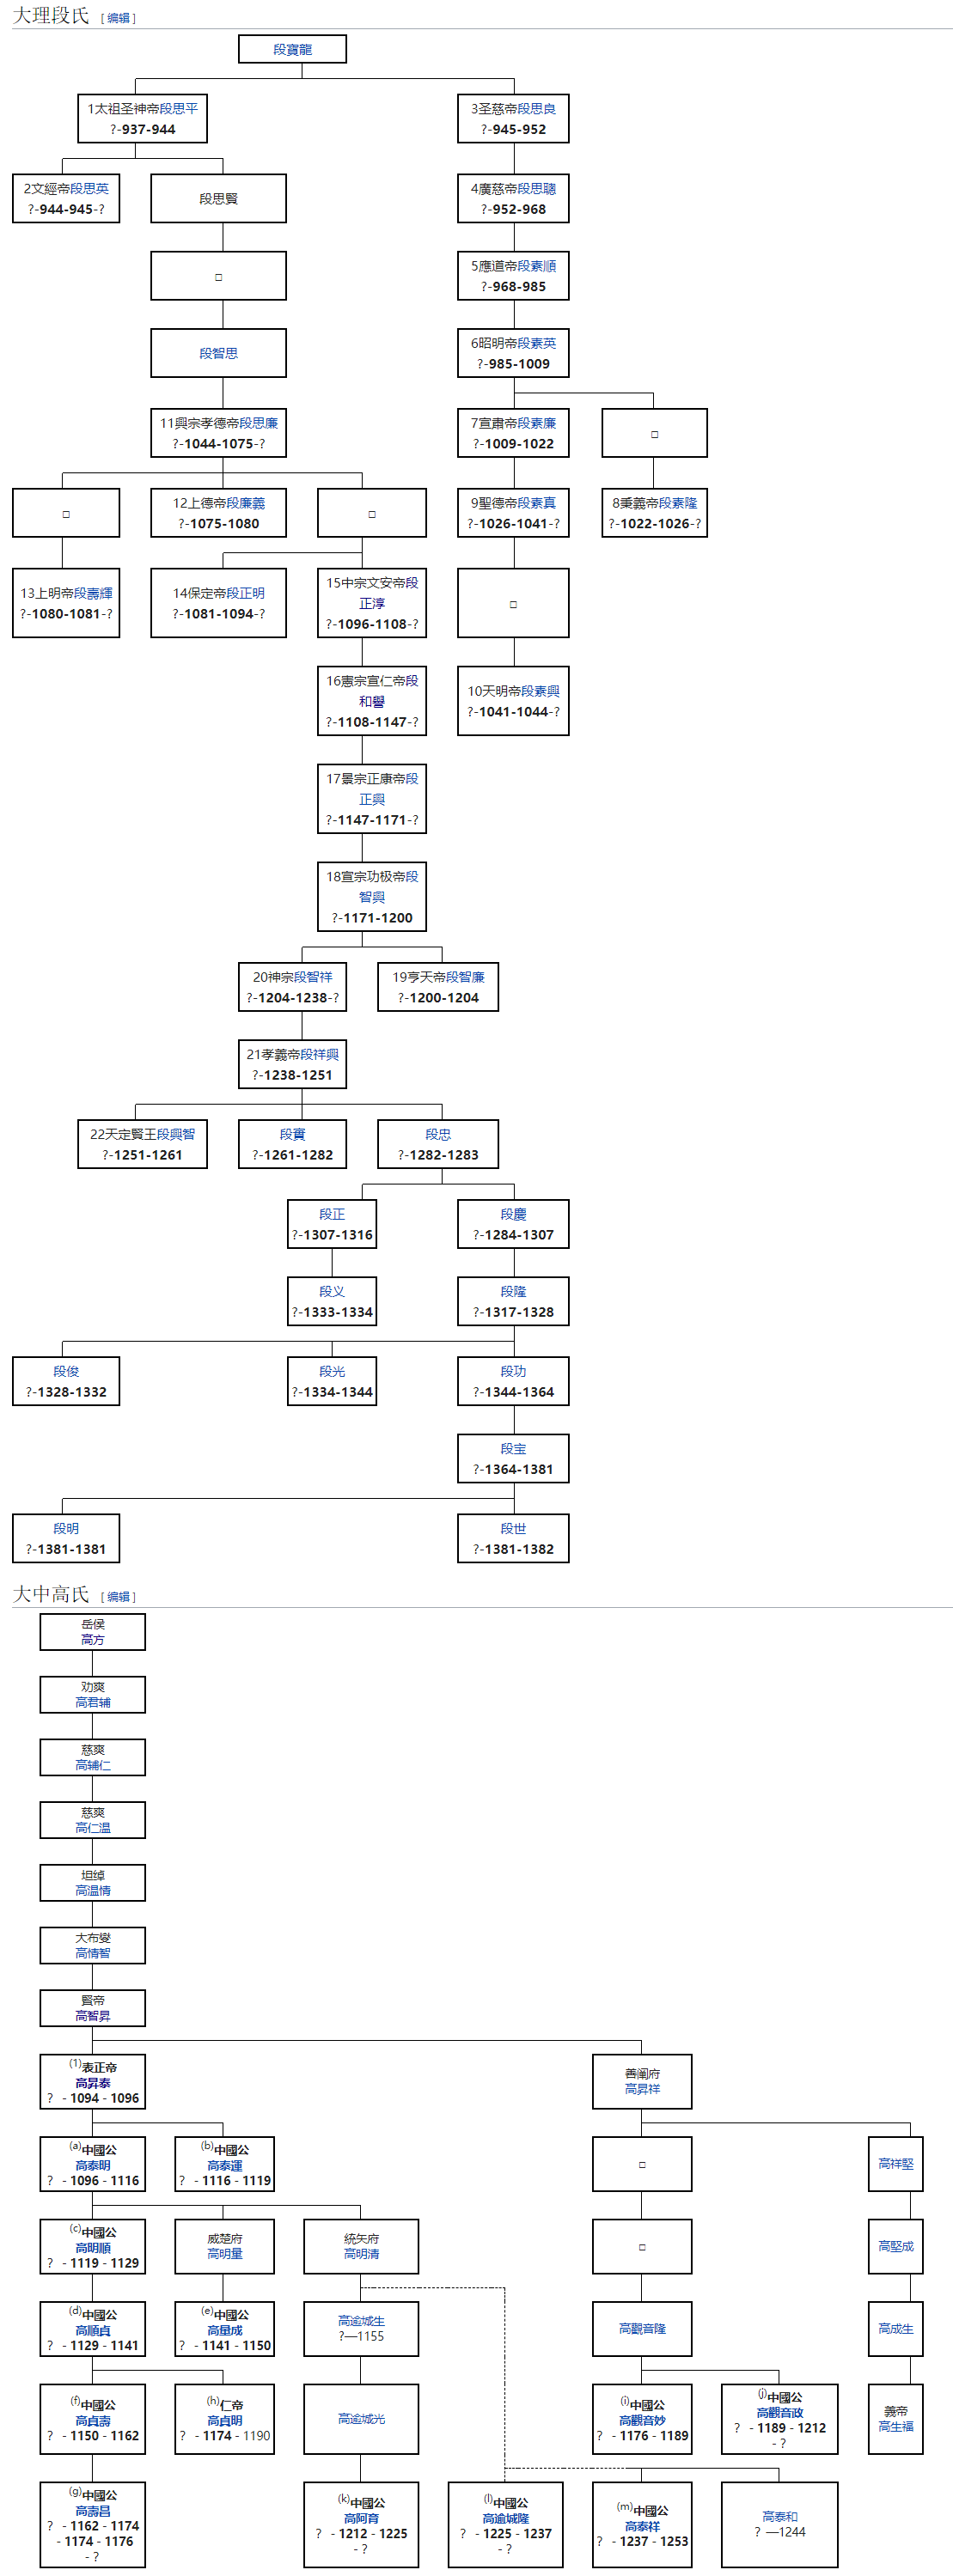 大理段氏 [ 编辑 ]
段寶龍
1太祖圣神帝段思平
?-937-944
3圣慈帝段思良
?-945-952
2文經帝段思英
?-944-945-?
段思賢
4廣慈帝段思聰
?-952-968
□
5應道帝段素順
?-968-985
段智思
6昭明帝段素英
?-985-1009
11興宗孝德帝段思廉
?-1044-1075-?
7宣肅帝段素廉
?-1009-1022
□
□
12上德帝段廉義
?-1075-1080
□
9聖德帝段素真
?-1026-1041-?
8秉義帝段素隆
?-1022-1026-?
13上明帝段壽輝
?-1080-1081-?
14保定帝段正明
?-1081-1094-?
15中宗文安帝段
正淳
?-1096-1108-?
□
16憲宗宣仁帝段
和譽
?-1108-1147-?
10天明帝段素興
?-1041-1044-?
17景宗正康帝段
正興
?-1147-1171-?
18宣宗功极帝段
智興
?-1171-1200
20神宗段智祥
?-1204-1238-?
19亨天帝段智廉
?-1200-1204
21孝義帝段祥興
?-1238-1251
22天定賢王段興智
?-1251-1261
段實
?-1261-1282
段忠
?-1282-1283
段正
?-1307-1316
段慶
?-1284-1307
段义
?-1333-1334
段隆
?-1317-1328
段俊
?-1328-1332
段光
?-1334-1344
段功
?-1344-1364
段宝
?-1364-1381
段明
?-1381-1381
段世
?-1381-1382
大中高氏 [ 编辑 ]
岳侯
高方
劝爽
高君辅
慈爽
高辅仁
慈爽
高仁温
坦绰
高温情
大布燮
高情智
賢帝
高智昇
(1)表正帝
高昇泰
? - 1094 - 1096
善阐府
高昇祥
(a)中國公
高泰明
? - 1096 - 1116
(b)中國公
高泰運
? - 1116 - 1119
□
高祥堅
(c)中國公
高明順
? - 1119 - 1129
威楚府
高明量
統矢府
高明清
□
高堅成
(d)中國公
高順貞
? - 1129 - 1141
(e)中國公
高量成
? - 1141 - 1150
高逾城生
?—1155
高觀音隆
高成生
(f)中國公
高貞壽
? - 1150 - 1162
(h)仁帝
高貞明
? - 1174 - 1190
高逾城光
(i)中國公
高觀音妙
? - 1176 - 1189
(j)中國公
高觀音政
? - 1189 - 1212
- ?
義帝
高生福
(g)中國公
高壽昌
? - 1162 - 1174
- 1174 - 1176
- ?
(k)中國公
高阿育
? - 1212 - 1225
- ?
(l)中國公
高逾城隆
? - 1225 - 1237
- ?
(m)中國公
高泰祥
? - 1237 - 1253
高泰和
? —1244